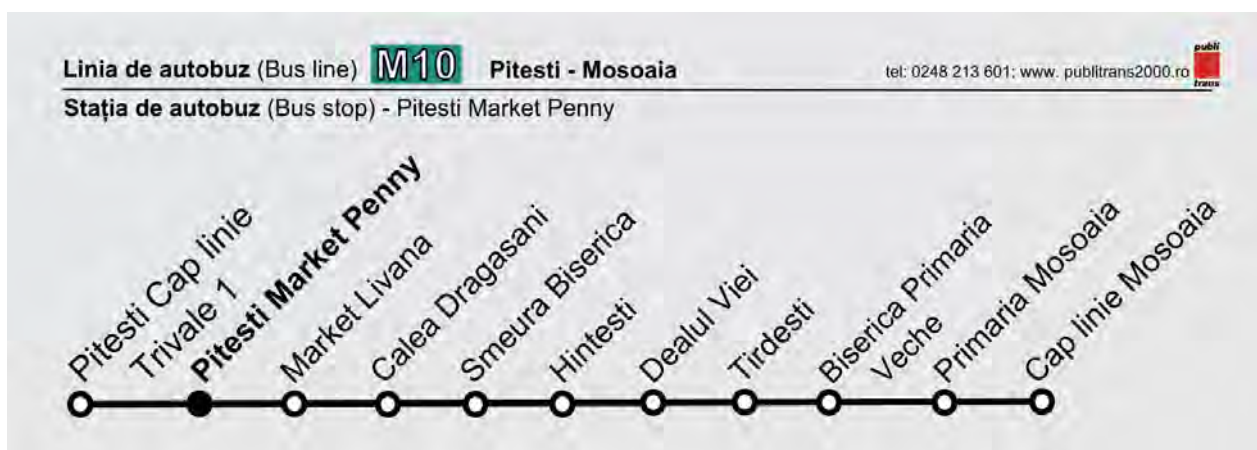 Linia de autobuz (Bus line) M10 Pitesti - Mosoaia tel: 0248 213 601; www. publitrans2000.ro
publi
trans
Stația de autobuz (Bus stop) - Pitesti Market Penny
Pitesti Cap linie
Trivale 1
Pitesti Market Penny
Market Livana
Calea Dragasani
Smeura Biserica
Hintesti
Dealul Viei
Tirdesti
Biserica Primaria
Veche
Primaria Mosoaia
Cap linie Mosoaia